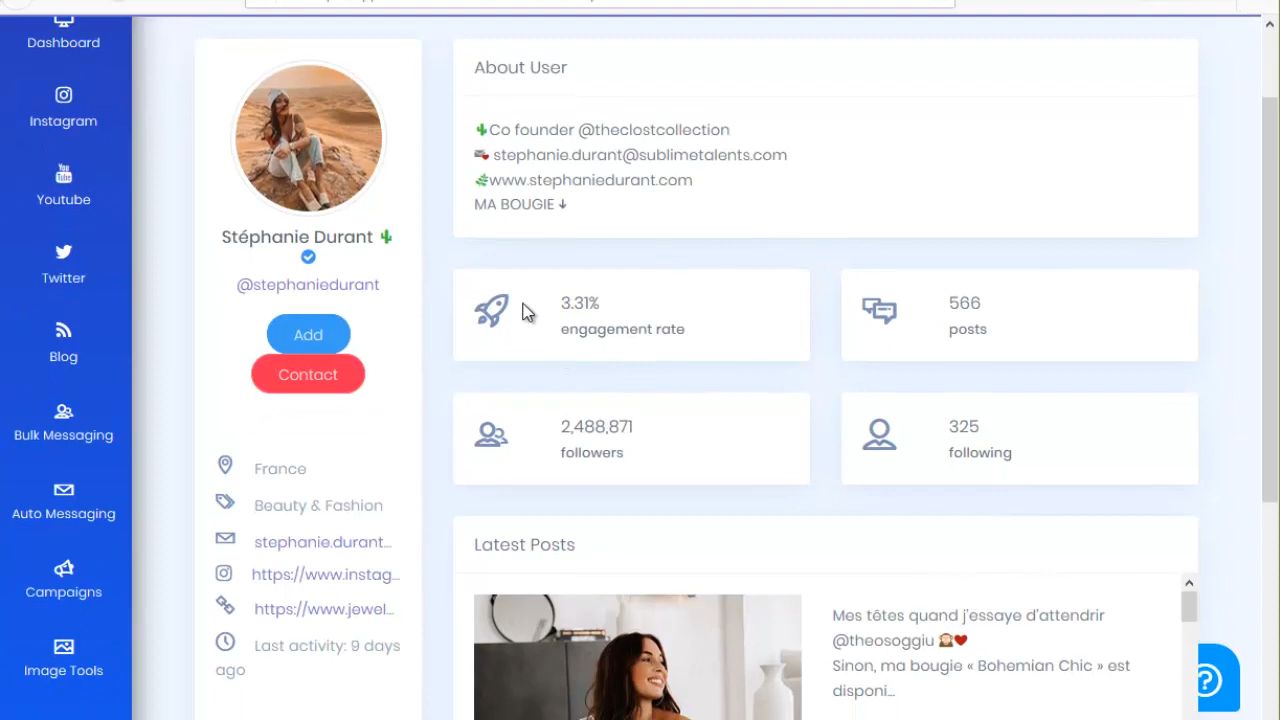 Dashboard
Instagram
You
Tube
Youtube
Twitter
Blog
Bulk Messaging
Auto Messaging
Campaigns
Image Tools
Stéphanie Durant
@stephaniedurant
Add
Contact
France
Beauty & Fashion
stephanie.durant...
https://www.instag...
https://www.jewel...
Last activity: 9 days
ago
About User
Co founder @theclostcollection
stephanie.durant@sublimetalents.com
www.stephaniedurant.com
MA BOUGIE ↓
3.31%
engagement rate
566
posts
2,488,871
followers
325
following
Latest Posts
Mes têtes quand j'essaye d'attendrir
@theosoggiu 🙊❤️
Sinon, ma bougie « Bohemian Chic » est
disponi...